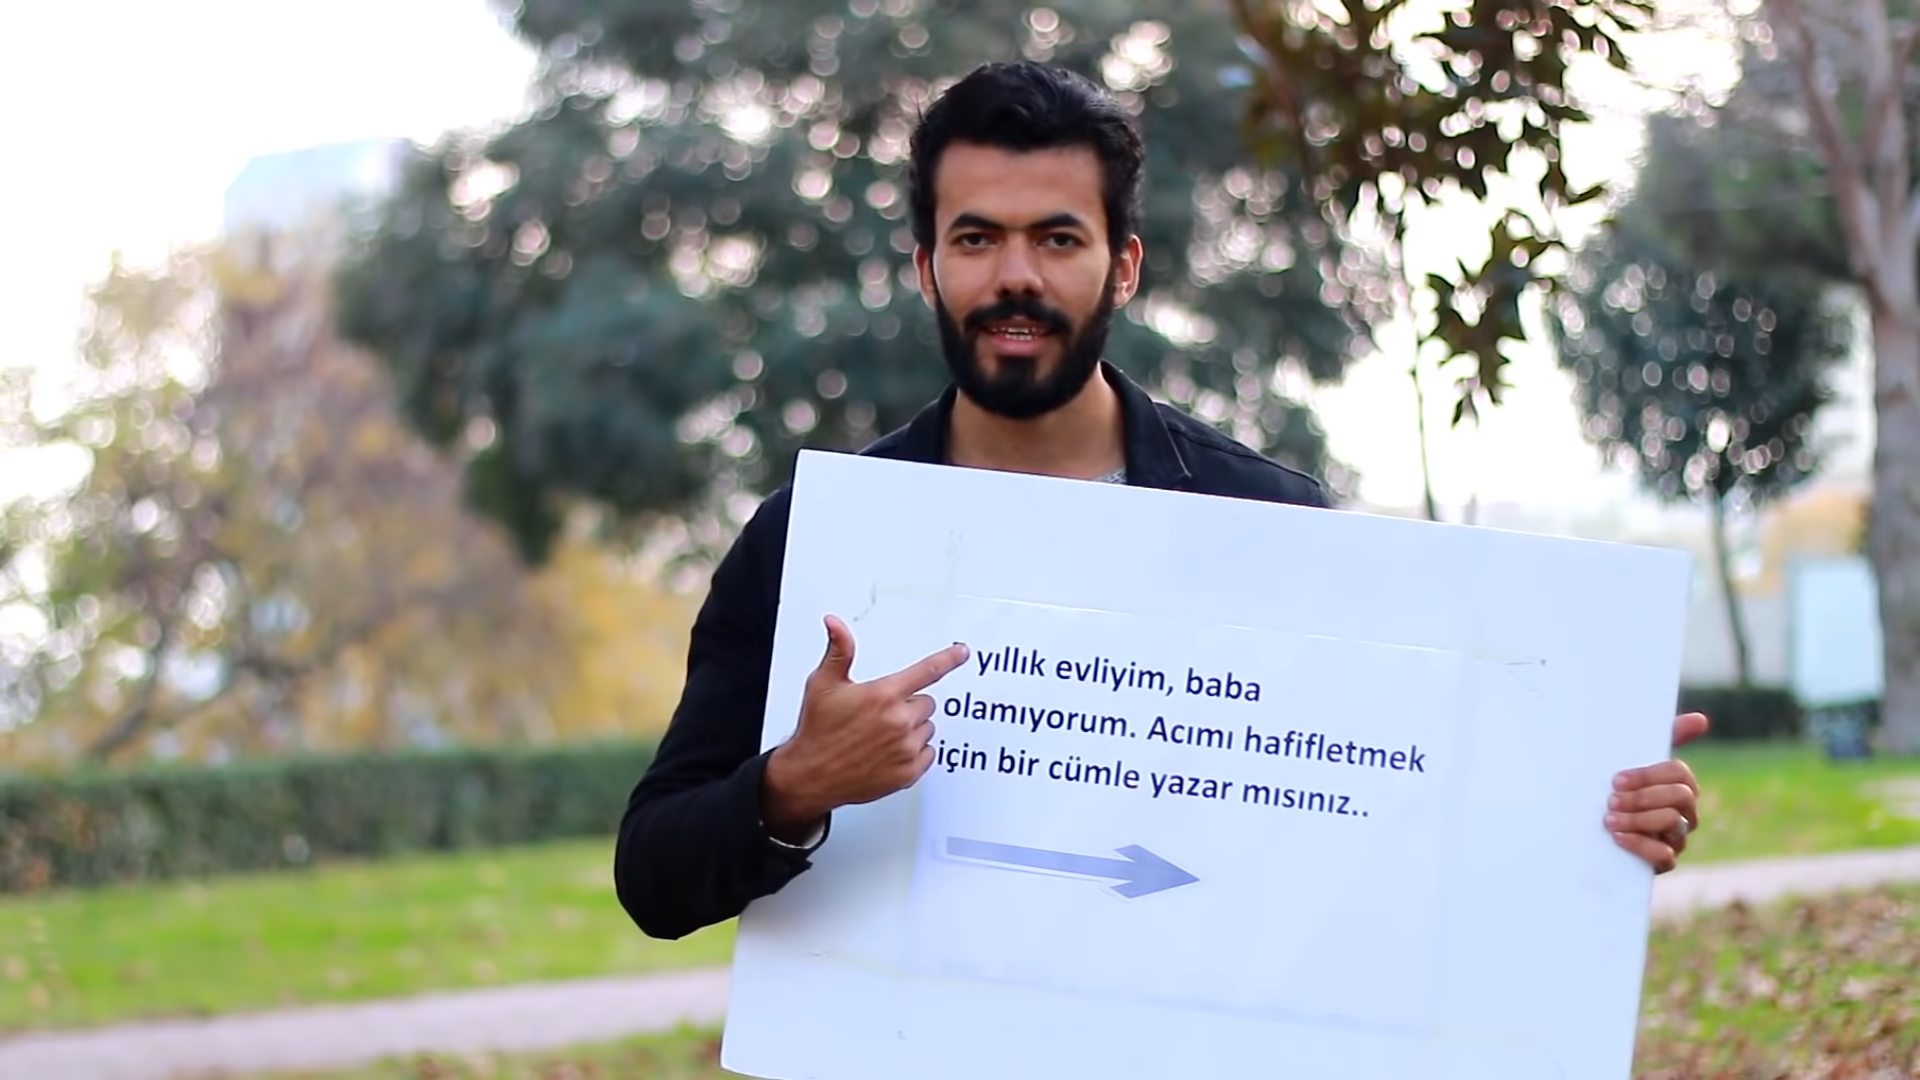 yıllık evliyim, baba
olamıyorum. Acımı hafifletmek
için bir cümle yazar mısınız..